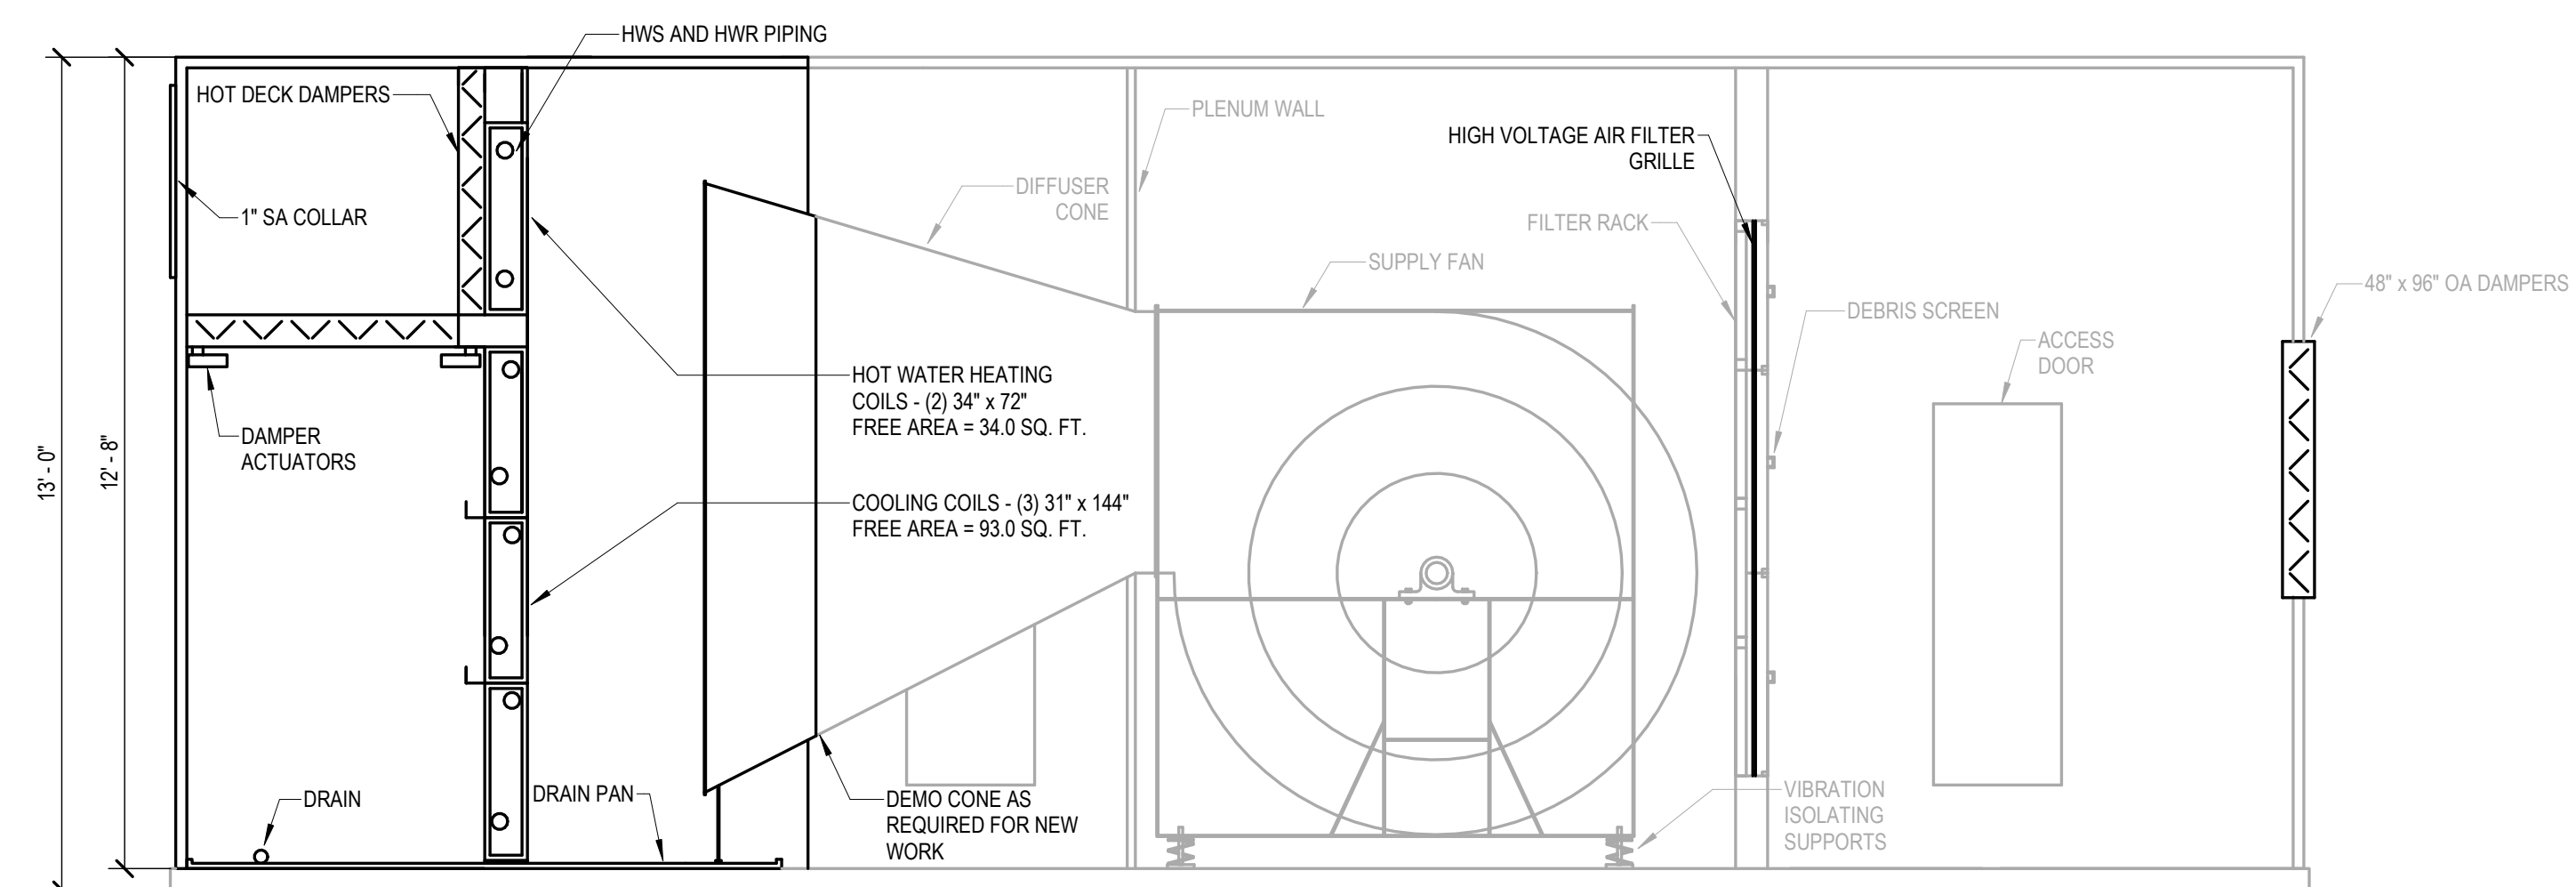 HWS AND HWR PIPING
HOT DECK DAMPERS
PLENUM WALL
HIGH VOLTAGE AIR FILTER
GRILLE
DIFFUSER
CONE
1" SA COLLAR
FILTER RACK
SUPPLY FAN
48" x 96" OA DAMPERS
DEBRIS SCREEN
ACCESS
DOOR
HOT WATER HEATING
COILS - (2) 34" x 72"
FREE AREA = 34.0 SQ. FT.
DAMPER
ACTUATORS
13' - 0"
12' - 8"
COOLING COILS - (3) 31" x 144"
FREE AREA = 93.0 SQ. FT.
DRAIN
DRAIN PAN
DEMO CONE AS
REQUIRED FOR NEW
WORK
VIBRATION
ISOLATING
SUPPORTS